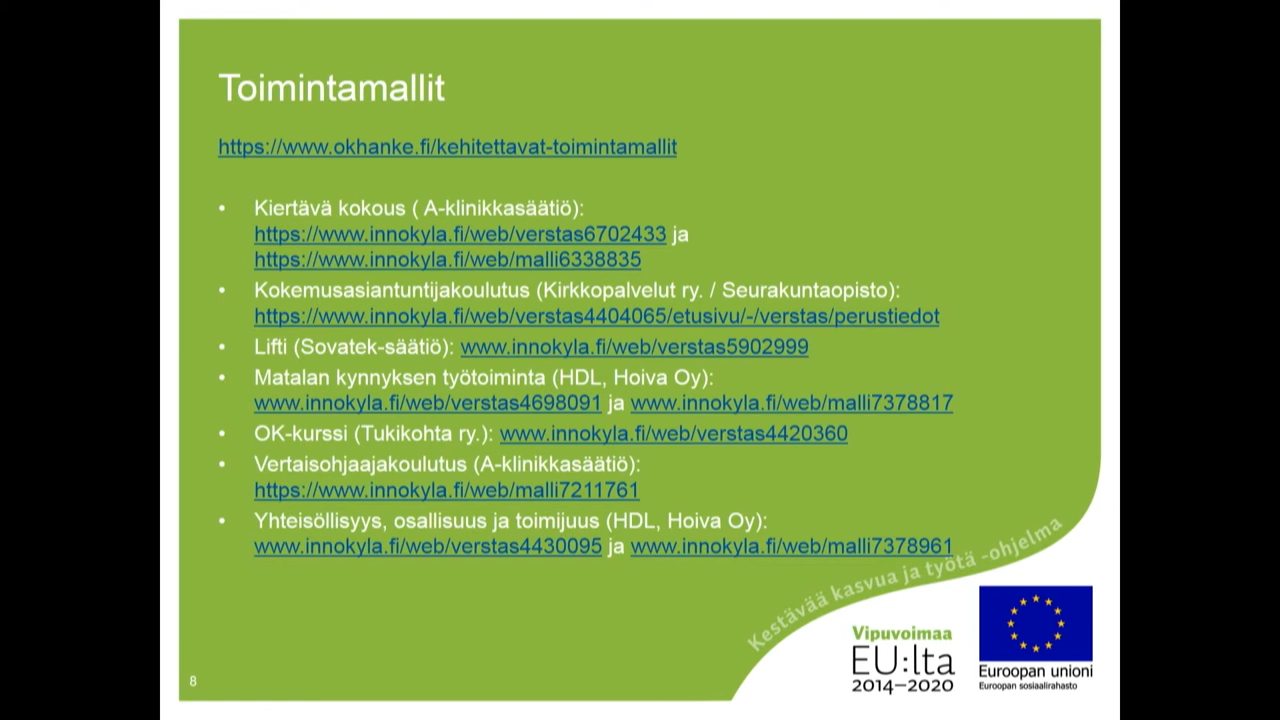 Toimintamallit
https://www.okhanke.fi/kehitettavat-toimintamallit
• Kiertävä kokous ( A-klinikkasäätiö):
https://www.innokyla.fi/web/verstas6702433 ja
https://www.innokyla.fi/web/malli6338835
• Kokemusasiantuntijakoulutus (Kirkkopalvelut ry. / Seurakuntaopisto):
https://www.innokyla.fi/web/verstas4404065/etusivu/-/verstas/perustiedot
• Lifti (Sovatek-säätiö): www.innokyla.fi/web/verstas5902999
• Matalan kynnyksen työtoiminta (HDL, Hoiva Oy):
www.innokyla.fi/web/verstas4698091 ja www.innokyla.fi/web/malli7378817
• OK-kurssi (Tukikohta ry.): www.innokyla.fi/web/verstas4420360
• Vertaisohjaajakoulutus (A-klinikkasäätiö):
https://www.innokyla.fi/web/malli7211761
• Yhteisöllisyys, osallisuus ja toimijuus (HDL, Hoiva Oy):
www.innokyla.fi/web/verstas4430095 ja www.innokyla.fi/web/malli7378961
Kestävää kasvua ja työtä -ohjelma
Vipuvoimaa
EU:lta
2014–2020
Euroopan unioni
Euroopan sosiaalirahasto
8